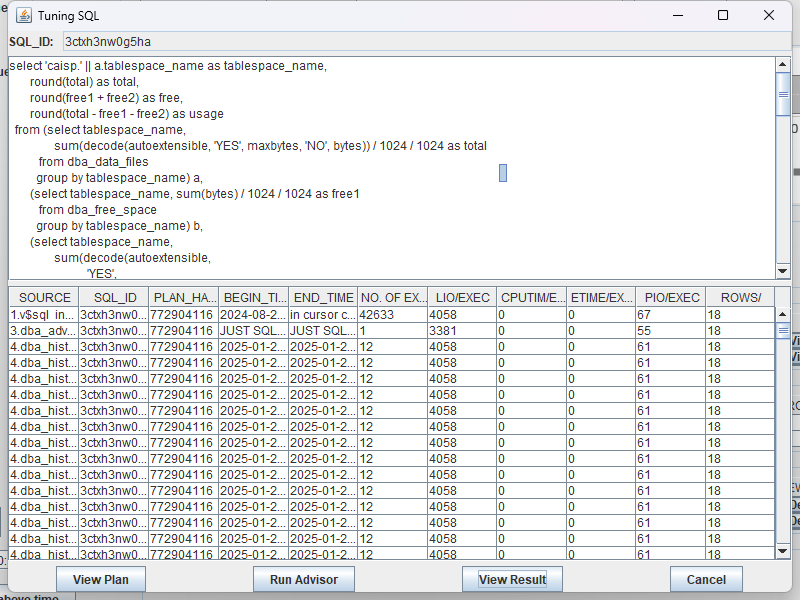 Tuning SQL
SQL_ID: 3ctxh3nw0g5ha
select 'caisp.' || a.tablespace_name as tablespace_name,
round(total) as total,
round(free1 + free2) as free,
round(total - free1 - free2) as usage
from (select tablespace_name,
sum(decode(autoextensible, 'YES', maxbytes, 'NO', bytes)) / 1024 / 1024 as total
from dba_data_files
group by tablespace_name) a,
(select tablespace_name, sum(bytes) / 1024 / 1024 as free1
from dba_free_space
group by tablespace_name) b,
(select tablespace_name,
sum(decode(autoextensible,
'YES',
SOURCE SQL_ID PLAN_HA... BEGIN_TI... END_TIME NO. OF EX... LIO/EXEC CPUTIM/E... ETIME/EX... PIO/EXEC ROWS/
1.v$sql in... 3ctxh3nw0... 772904116 2024-08-2... in cursor c... 42633 4058 0 0 67 18
3.dba_adv... 3ctxh3nw0... 772904116 JUST SQL... JUST SQL... 1 3381 0 0 55 18
4.dba_hist... 3ctxh3nw0... 772904116 2025-01-2... 2025-01-2... 12 4058 0 0 61 18
4.dba_hist... 3ctxh3nw0... 772904116 2025-01-2... 2025-01-2... 12 4058 0 0 61 18
4.dba_hist... 3ctxh3nw0... 772904116 2025-01-2... 2025-01-2... 12 4058 0 0 61 18
4.dba_hist... 3ctxh3nw0... 772904116 2025-01-2... 2025-01-2... 12 4058 0 0 61 18
4.dba_hist... 3ctxh3nw0... 772904116 2025-01-2... 2025-01-2... 12 4058 0 0 61 18
4.dba_hist... 3ctxh3nw0... 772904116 2025-01-2... 2025-01-2... 12 4058 0 0 61 18
4.dba_hist... 3ctxh3nw0... 772904116 2025-01-2... 2025-01-2... 12 4058 0 0 61 18
4.dba_hist... 3ctxh3nw0... 772904116 2025-01-2... 2025-01-2... 12 4058 0 0 61 18
4.dba_hist... 3ctxh3nw0... 772904116 2025-01-2... 2025-01-2... 12 4058 0 0 61 18
4.dba_hist... 3ctxh3nw0... 772904116 2025-01-2... 2025-01-2... 12 4058 0 0 61 18
4.dba_hist... 3ctxh3nw0... 772904116 2025-01-2... 2025-01-2... 12 4058 0 0 61 18
4.dba_hist... 3ctxh3nw0... 772904116 2025-01-2... 2025-01-2... 12 4058 0 0 61 18
4.dba_hist... 3ctxh3nw0... 772904116 2025-01-2... 2025-01-2... 12 4058 0 0 61 18
4.dba_hist... 3ctxh3nw0... 772904116 2025-01-2... 2025-01-2... 12 4058 0 0 61 18
View Plan Run Advisor View Result Cancel
above time